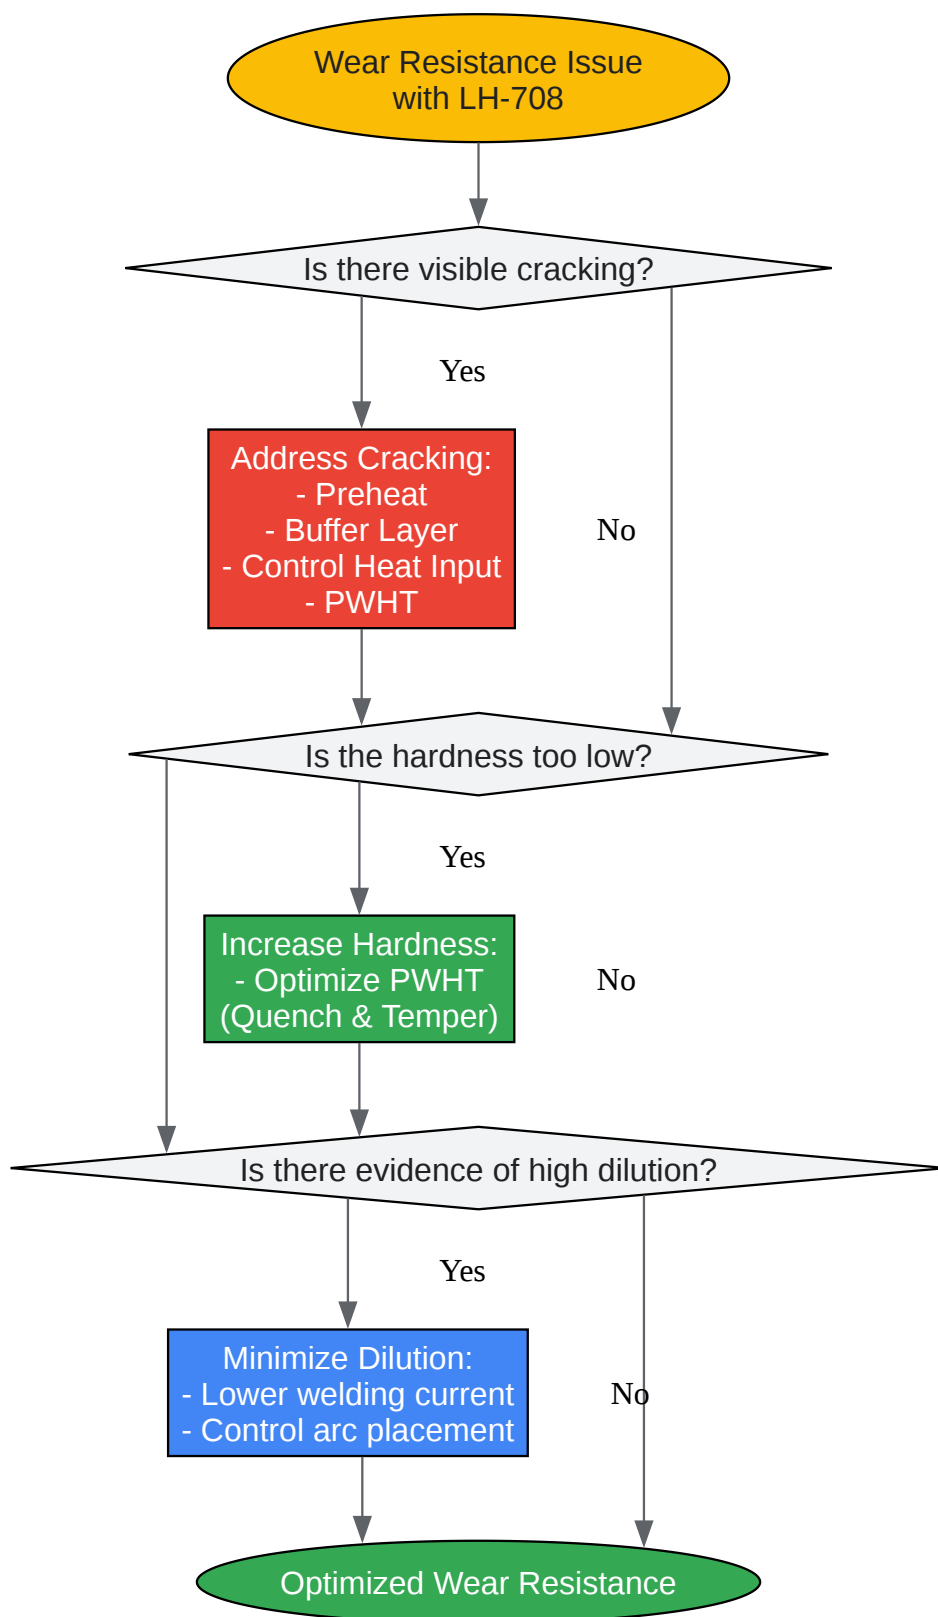 Wear Resistance Issue
with LH-708
Is there visible cracking?
Yes
Address Cracking:
- Preheat
- Buffer Layer
- Control Heat Input
- PWHT
No
Is the hardness too low?
Yes
Increase Hardness:
- Optimize PWHT
(Quench & Temper)
No
Is there evidence of high dilution?
Yes
Minimize Dilution:
- Lower welding current
- Control arc placement
No
Optimized Wear Resistance